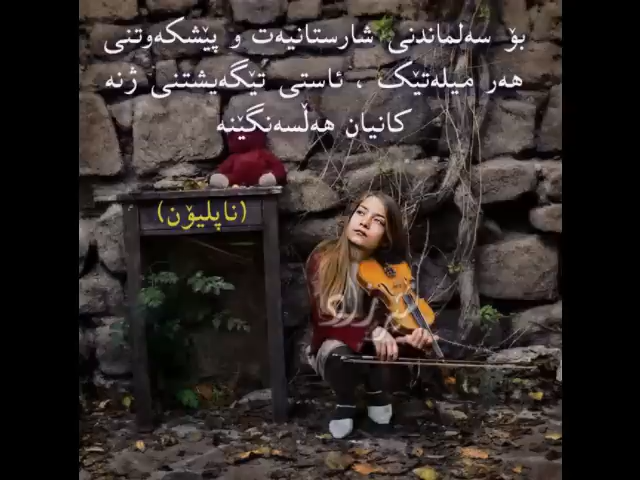 بۆ سەلماندنی شارستانیەت و پێشکەوتنی
هەر میلەتێک ، ئاستی تێگەیشتنی ژنە
کانیان هەڵسەنگێنە
(ناپلیۆن)